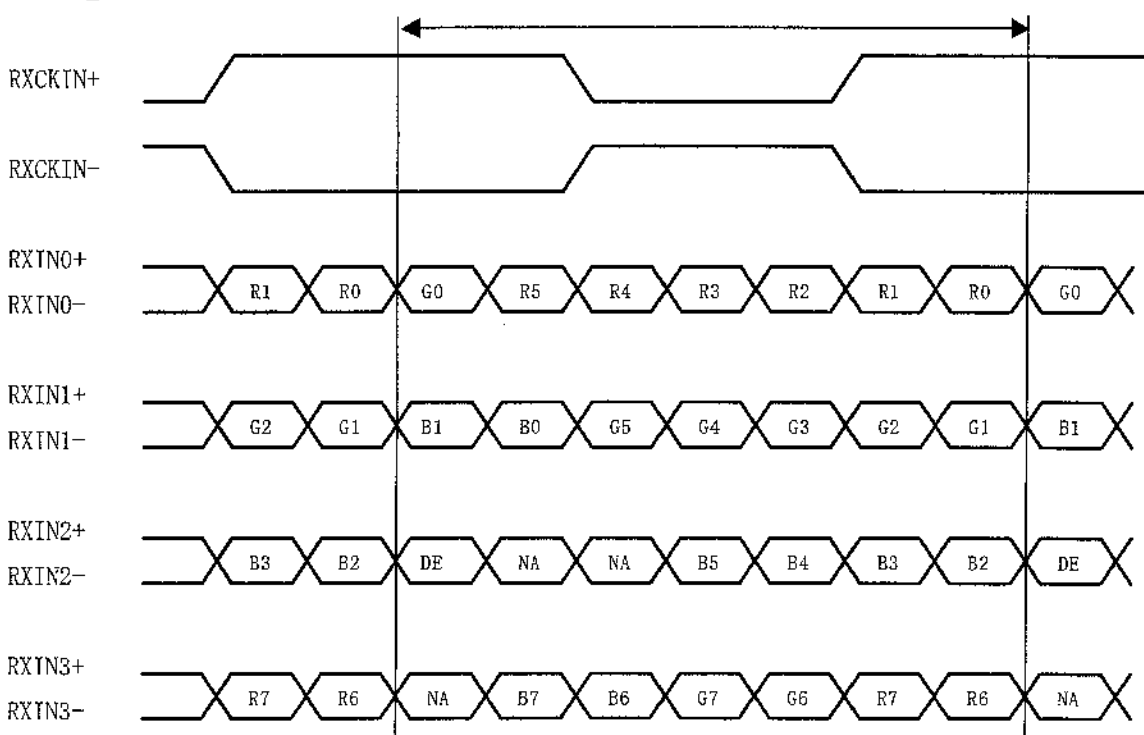 RXCKIN+
RXCKIN-
RXIN0+
R1 R0 G0 R5 R4 R3 R2 R1 R0 G0
RXIN0-
RXIN1+
G2 G1 B1 B0 G5 G4 G3 G2 G1 B1
RXIN1-
RXIN2+
B3 B2 DE NA NA B5 B4 B3 B2 DE
RXIN2-
RXIN3+
R7 R6 NA B7 B6 G7 G6 R7 R6 NA
RXIN3-